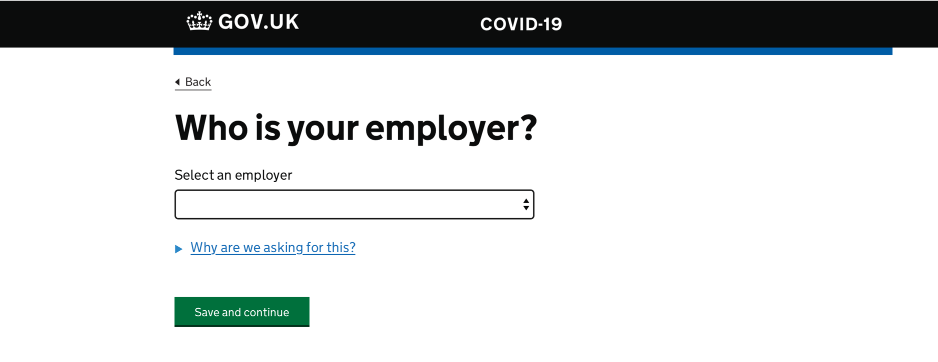 GOV.UK
COVID-19
Back
Who is your employer?
Select an employer
Why are we asking for this?
Save and continue